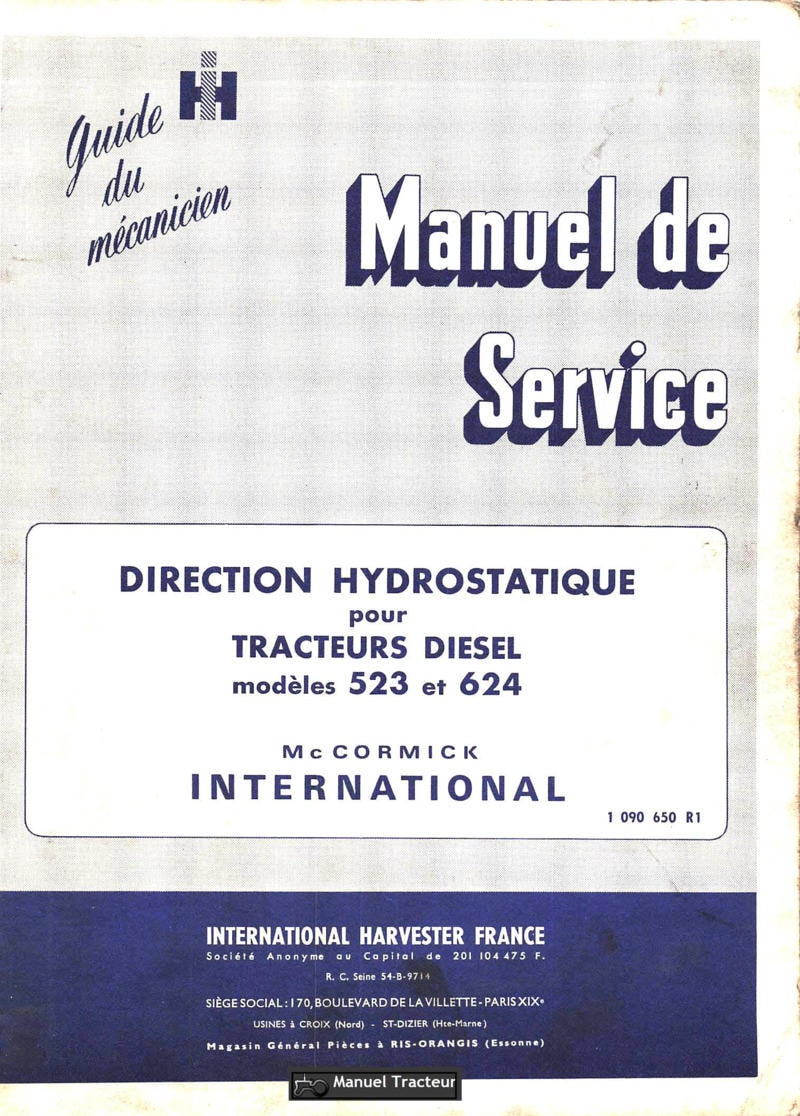 Guide
du
mécanicien
IH
Manuel de
Service
DIRECTION HYDROSTATIQUE
pour
TRACTEURS DIESEL
modèles 523 et 624
McCORMICK
INTERNATIONAL
1 090 650 R1
INTERNATIONAL HARVESTER FRANCE
Société Anonyme au Capital de 201 104 475 F.
R. C. Seine 54-B-9714
SIÈGE SOCIAL : 170, BOULEVARD DE LA VILLETTE - PARIS XIXe
USINES à CROIX (Nord) - ST-DIZIER (Hte-Marne)
Magasin Général Pièces à RIS-ORANGIS (Essonne)
Manuel Tracteur